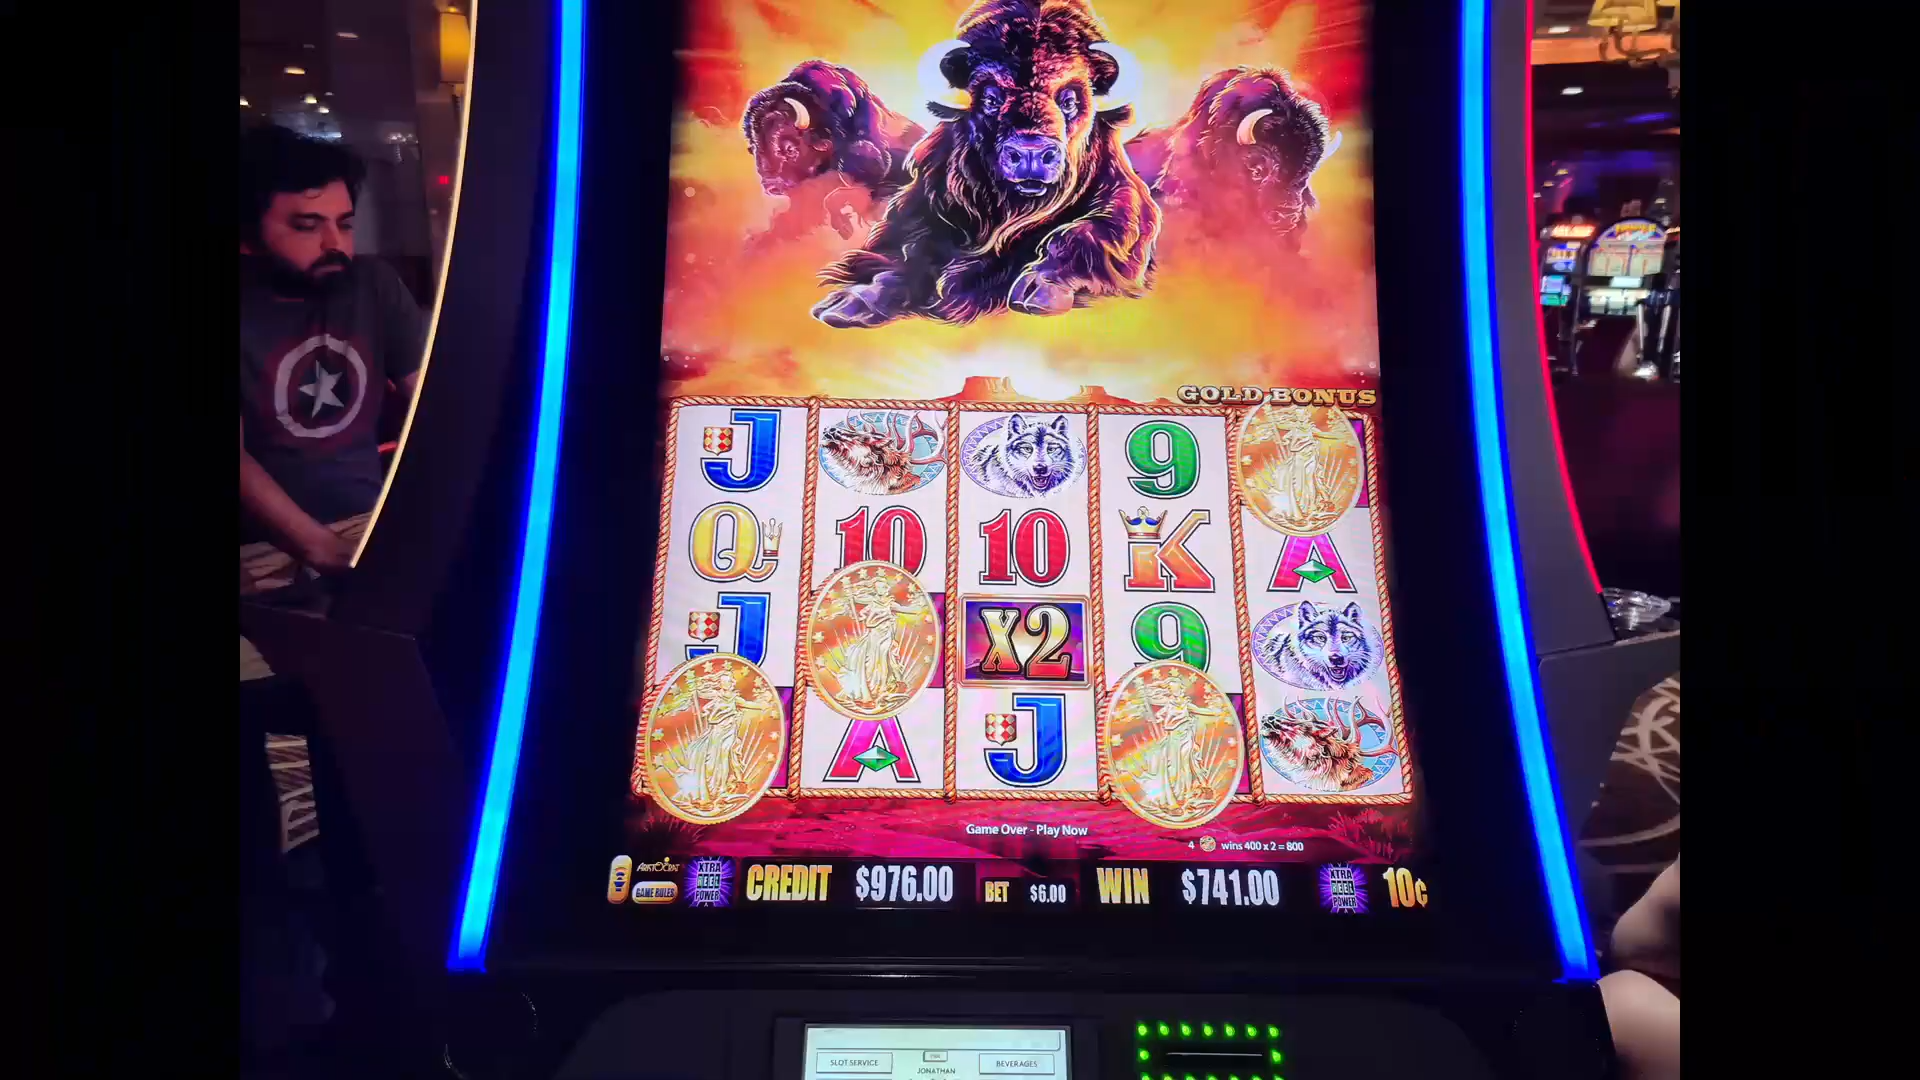 GOLD BONUS
J
9
Q
10
10
K
A
J
X2
9
A
J
Game Over - Play Now
4 wins 400 x 2 = 800
ARISTOCRAT
GAME RULES
XTRA REEL POWER
CREDIT $976.00
BET $6.00
WIN $741.00
XTRA REEL POWER
10¢
SLOT SERVICE
JONATHAN
BEVERAGES